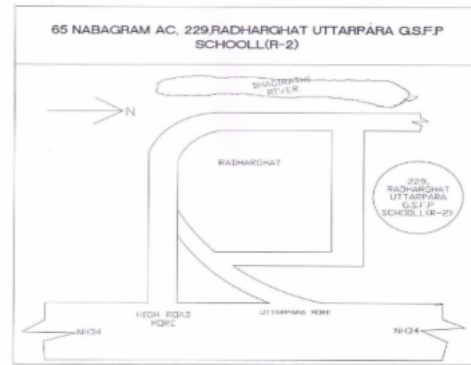 65 NABAGRAM AC, 229,RADHARGHAT UTTARPARA G.S.F.P
SCHOOLL(R-2)
BHAGIRATHI
RIVER
N
RADHARGHAT
229,
RADHARGHAT
UTTARPARA
G.S.F.P
SCHOOLL(R-2)
HIGH ROAD
MORE
UTTARPARA MORE
NH34
NH34